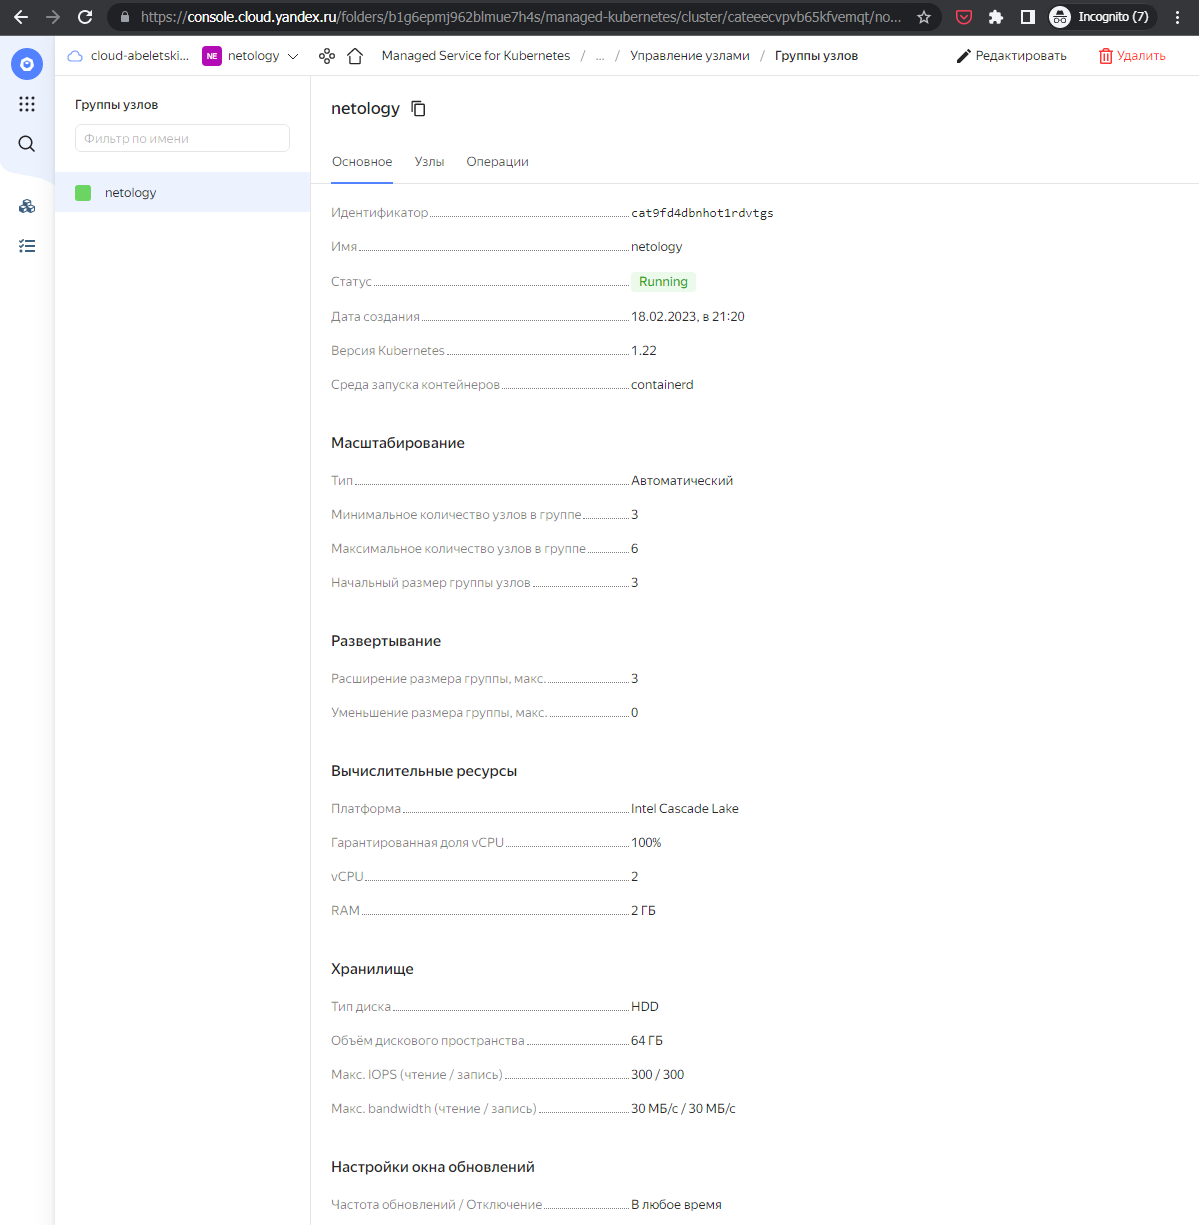 https://console.cloud.yandex.ru/folders/b1g6epmj962blmue7h4s/managed-kubernetes/cluster/cateeecvpvb65kfvemqt/no...
Incognito (7)
cloud-abeletski...
NE
netology
Managed Service for Kubernetes / ... / Управление узлами / Группы узлов
Редактировать
Удалить
Группы узлов
Фильтр по имени
netology
netology
Основное Узлы Операции
Идентификатор cat9fd4dbnhot1rdvtgs
Имя netology
Статус Running
Дата создания 18.02.2023, в 21:20
Версия Kubernetes 1.22
Среда запуска контейнеров containerd
Масштабирование
Тип Автоматический
Минимальное количество узлов в группе 3
Максимальное количество узлов в группе 6
Начальный размер группы узлов 3
Развертывание
Расширение размера группы, макс. 3
Уменьшение размера группы, макс. 0
Вычислительные ресурсы
Платформа Intel Cascade Lake
Гарантированная доля vCPU 100%
vCPU 2
RAM 2 ГБ
Хранилище
Тип диска HDD
Объём дискового пространства 64 ГБ
Макс. IOPS (чтение / запись) 300 / 300
Макс. bandwidth (чтение / запись) 30 МБ/с / 30 МБ/с
Настройки окна обновлений
Частота обновлений / Отключение В любое время